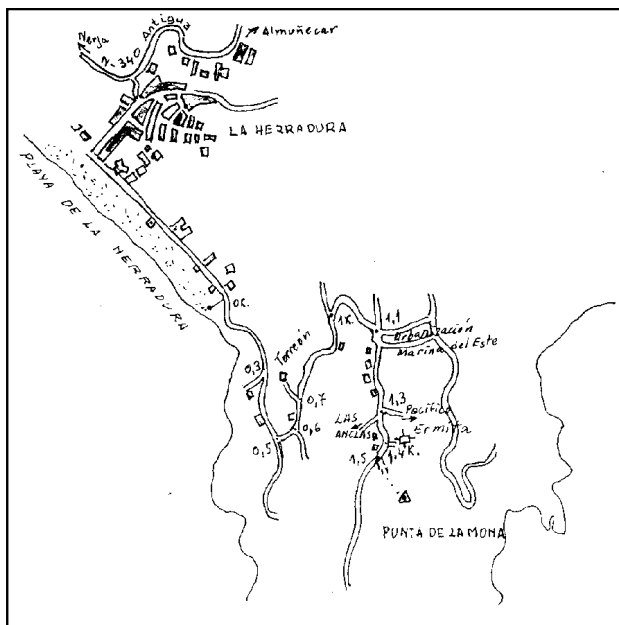 Nerja
N-340 Antigua
Almuñecar
LA HERRADURA
PLAYA DE LA HERRADURA
0K.
0,3
Torreón
0,7
0,6
0,5
1K.
1,1
Urbanización
Marina del Este
1,3
Pacífico
LAS
ANCLAS
Ermita
1,4K.
1,5
PUNTA DE LA MONA